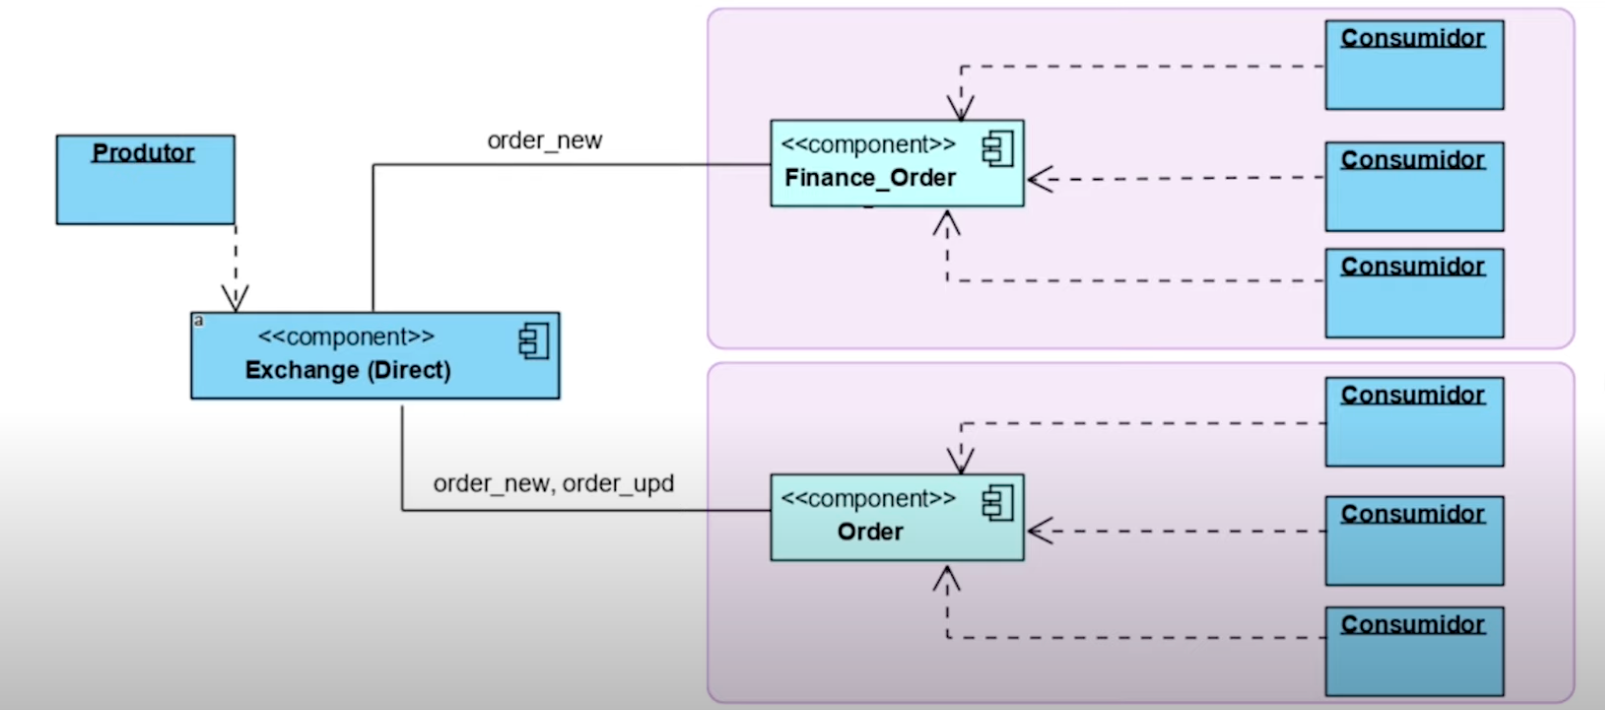 Produtor
order_new
<<component>>
Finance_Order
Consumidor
Consumidor
Consumidor
a
<<component>>
Exchange (Direct)
order_new, order_upd
<<component>>
Order
Consumidor
Consumidor
Consumidor